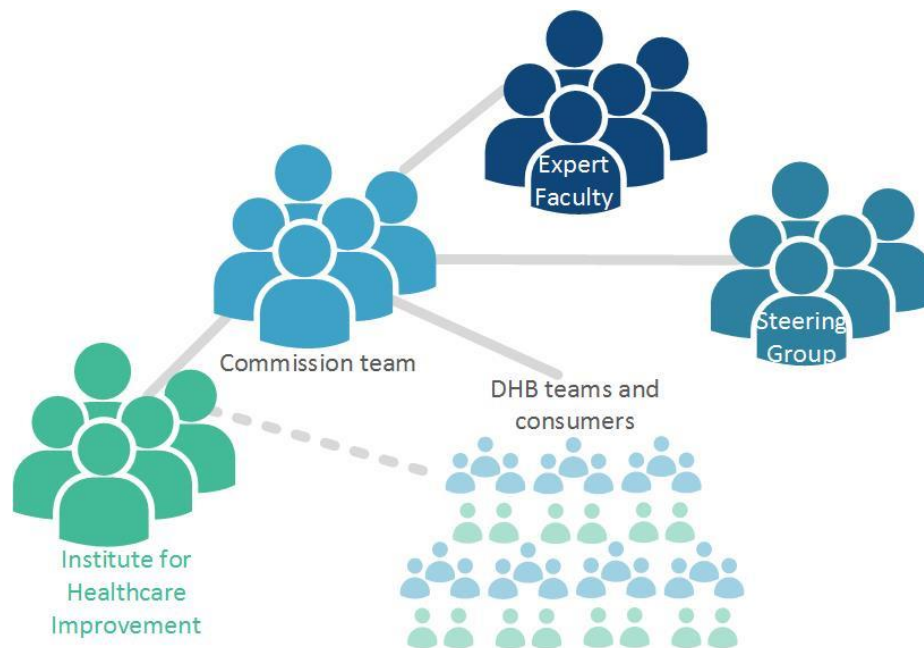 Expert
Faculty
Steering
Group
Commission team
DHB teams and
consumers
Institute for
Healthcare
Improvement